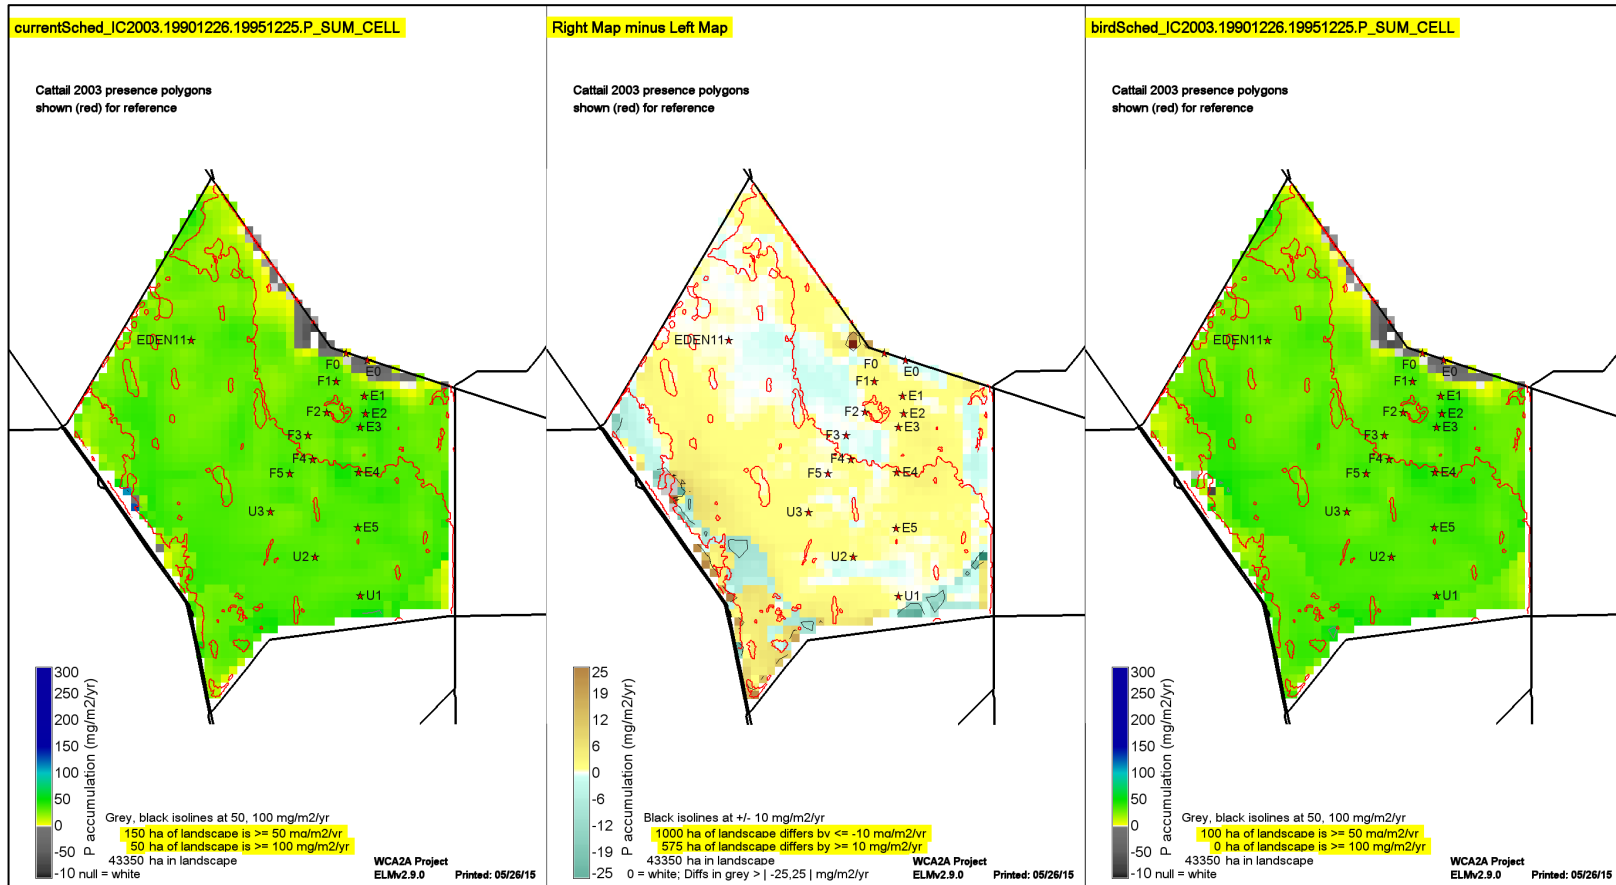 currentSched_IC2003.19901226.19951225.P_SUM_CELL
Cattail 2003 presence polygons
shown (red) for reference
EDEN11
F0
E0
F1
E1
F2
E2
E3
F3
F4
F5
E4
U3
E5
U2
U1
300
250
200
150
100
50
0
-50
-10 null = white
P accumulation (mg/m2/yr)
Grey, black isolines at 50, 100 mg/m2/yr
150 ha of landscape is >= 50 mg/m2/yr
50 ha of landscape is >= 100 mg/m2/yr
43350 ha in landscape
WCA2A Project
ELMv2.9.0 Printed: 05/26/15
Right Map minus Left Map
Cattail 2003 presence polygons
shown (red) for reference
EDEN11
F0
E0
F1
E1
F2
E2
E3
F3
F4
F5
E4
U3
E5
U2
U1
25
19
12
6
0
-6
-12
-19
-25
P accumulation (mg/m2/yr)
Black isolines at +/- 10 mg/m2/yr
1000 ha of landscape differs by <= -10 mg/m2/yr
575 ha of landscape differs by >= 10 mg/m2/yr
43350 ha in landscape
0 = white; Diffs in grey > | -25,25 | mg/m2/yr
WCA2A Project
ELMv2.9.0 Printed: 05/26/15
birdSched_IC2003.19901226.19951225.P_SUM_CELL
Cattail 2003 presence polygons
shown (red) for reference
EDEN11
F0
E0
F1
E1
F2
E2
E3
F3
F4
F5
E4
U3
E5
U2
U1
300
250
200
150
100
50
0
-50
-10 null = white
P accumulation (mg/m2/yr)
Grey, black isolines at 50, 100 mg/m2/yr
100 ha of landscape is >= 50 mg/m2/yr
0 ha of landscape is >= 100 mg/m2/yr
43350 ha in landscape
WCA2A Project
ELMv2.9.0 Printed: 05/26/15